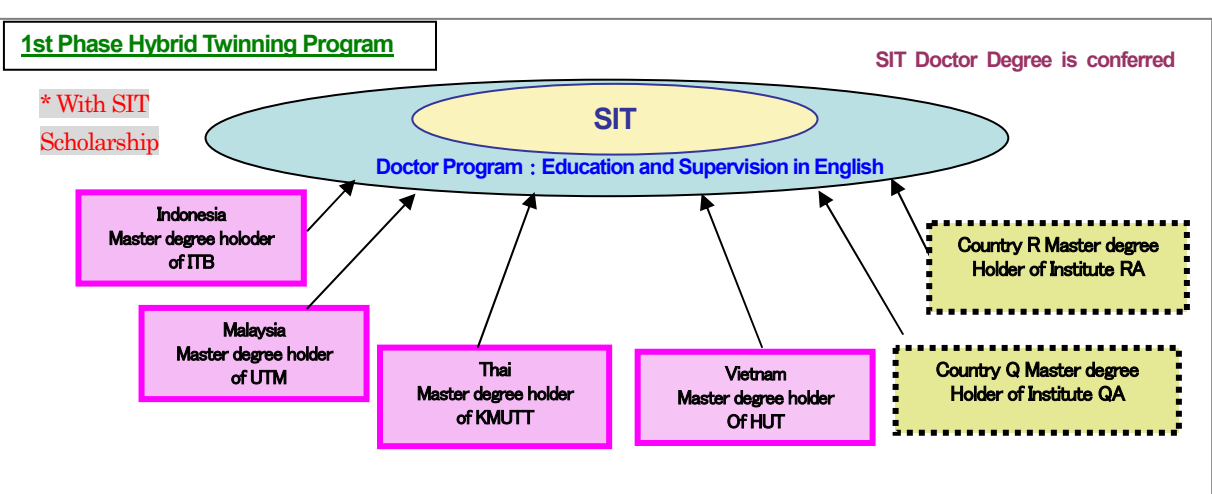 1st Phase Hybrid Twinning Program
SIT Doctor Degree is conferred
* With SIT
Scholarship
SIT
Doctor Program：Education and Supervision in English
Indonesia
Master degree holoder
of ITB
Malaysia
Master degree holder
of UTM
Thai
Master degree holder
of KMUTT
Vietnam
Master degree holder
Of HUT
Country R Master degree
Holder of Institute RA
Country Q Master degree
Holder of Institute QA